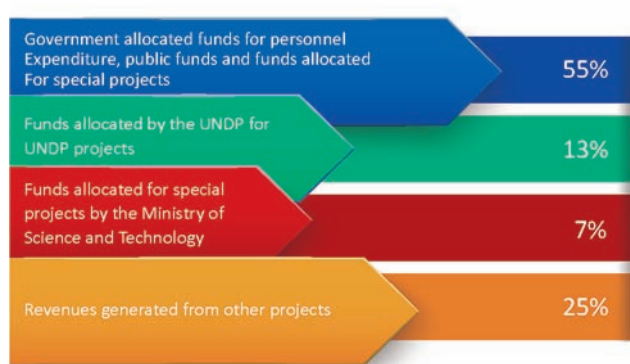 Government allocated funds for personnel
Expenditure, public funds and funds allocated
For special projects
55%
Funds allocated by the UNDP for
UNDP projects
13%
Funds allocated for special
projects by the Ministry of
Science and Technology
7%
Revenues generated from other projects
25%